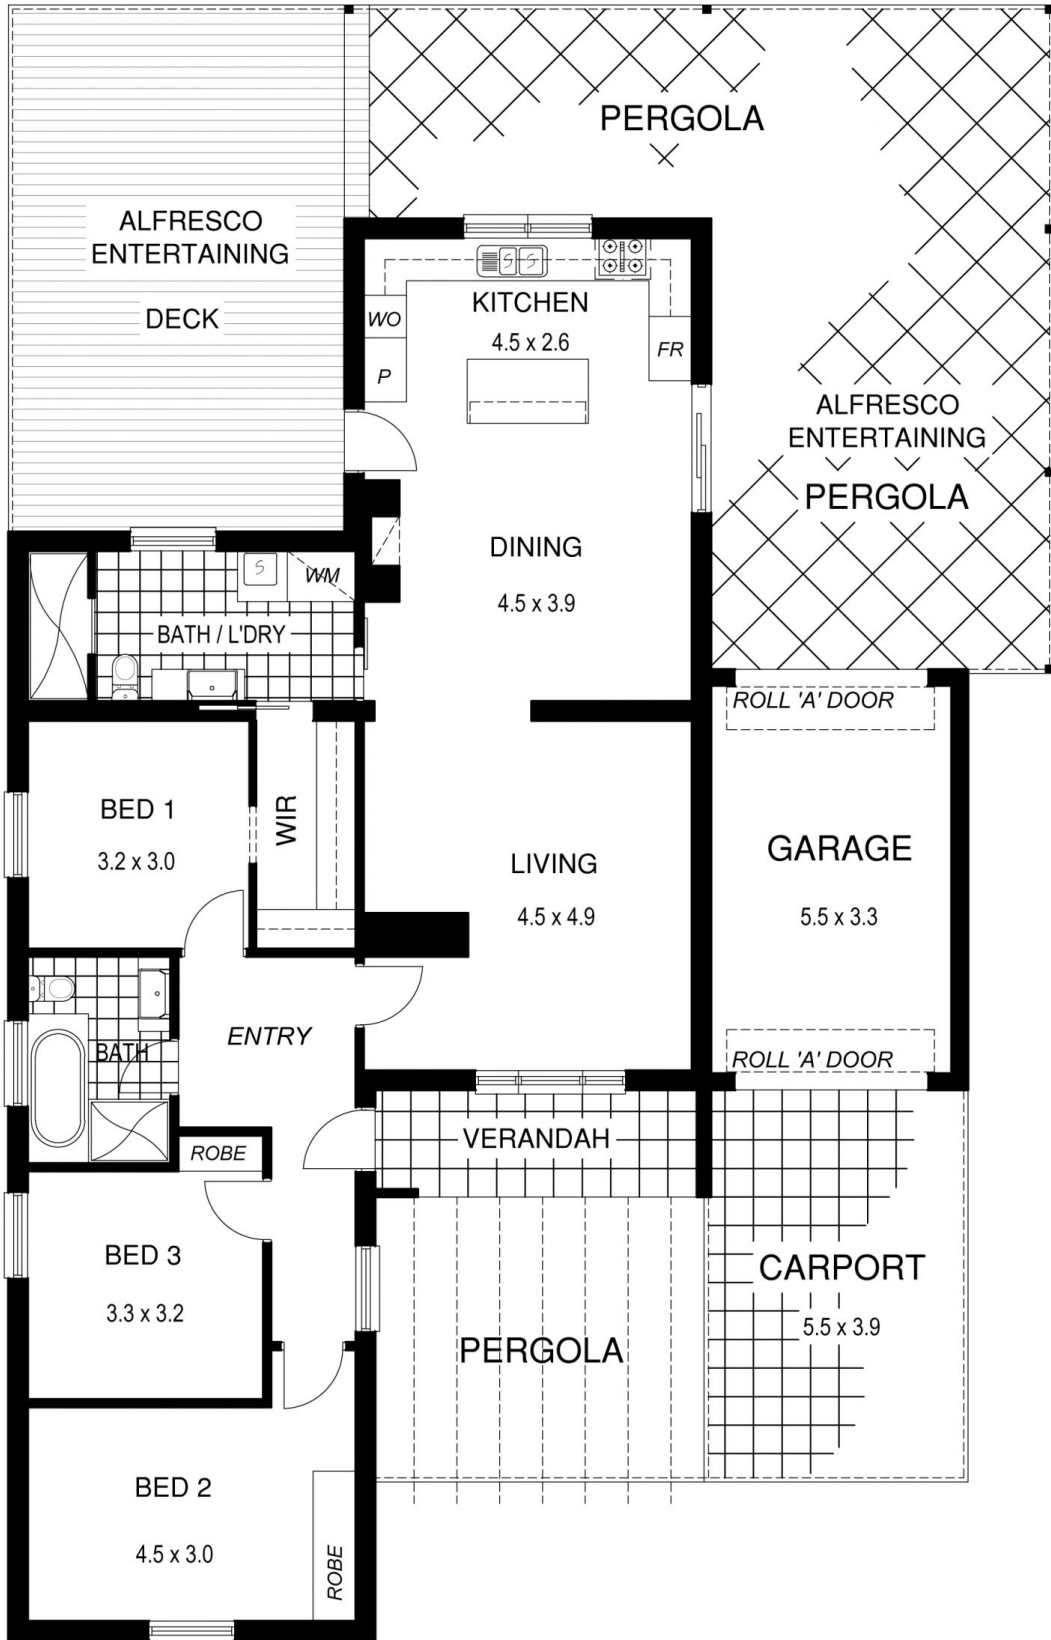 PERGOLA
ALFRESCO
ENTERTAINING
DECK
KITCHEN
4.5 x 2.6
WO
P
FR
ALFRESCO
ENTERTAINING
PERGOLA
DINING
4.5 x 3.9
S
S
S
WM
BATH / L'DRY
ROLL 'A' DOOR
BED 1
3.2 x 3.0
WIR
LIVING
4.5 x 4.9
GARAGE
5.5 x 3.3
ENTRY
BATH
ROLL 'A' DOOR
VERANDAH
ROBE
BED 3
3.3 x 3.2
CARPORT
5.5 x 3.9
PERGOLA
BED 2
4.5 x 3.0
ROBE